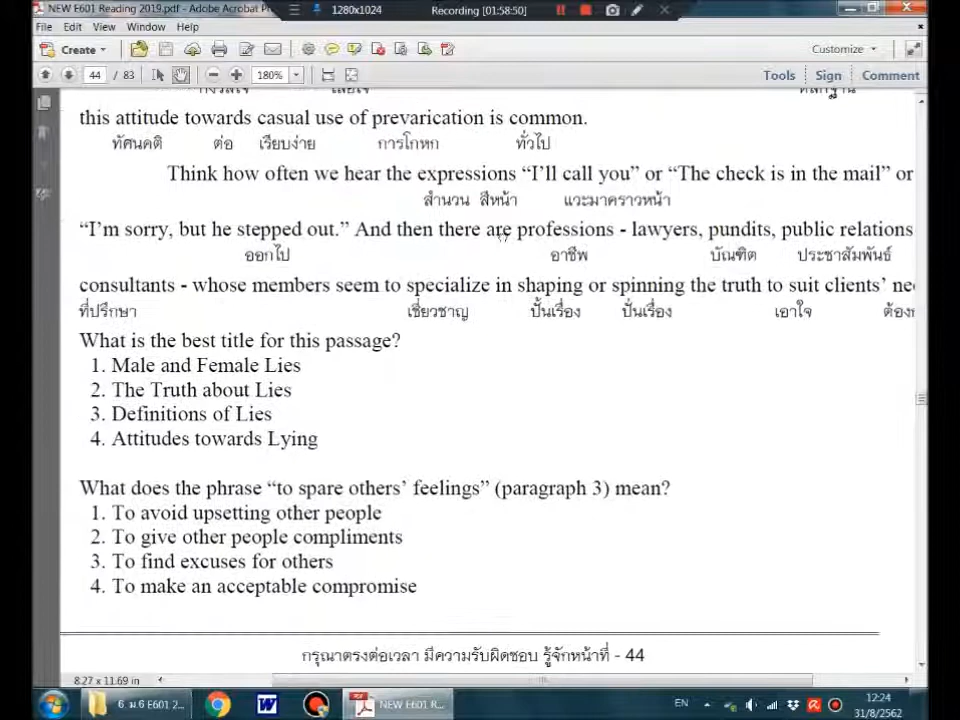 NEW E601 Reading 2019.pdf - Adobe Acrobat P
1280x1024
Recording [01:58:50]
File Edit View Window Help
Create
Customize
44 / 83
180%
Tools Sign Comment
this attitude towards casual use of prevarication is common.
ทัศนคติ ต่อ เรียบง่าย การโกหก ทั่วไป
Think how often we hear the expressions “I’ll call you” or “The check is in the mail” or
สำนวน สีหน้า แวะมาคราวหน้า
“I’m sorry, but he stepped out.” And then there are professions - lawyers, pundits, public relations
ออกไป อาชีพ บัณฑิต ประชาสัมพันธ์
consultants - whose members seem to specialize in shaping or spinning the truth to suit clients’ ne
ที่ปรึกษา เชี่ยวชาญ ปั้นเรื่อง ปั่นเรื่อง เอาใจ
What is the best title for this passage?
1. Male and Female Lies
2. The Truth about Lies
3. Definitions of Lies
4. Attitudes towards Lying
What does the phrase “to spare others’ feelings” (paragraph 3) mean?
1. To avoid upsetting other people
2. To give other people compliments
3. To find excuses for others
4. To make an acceptable compromise
กรุณาตรงต่อเวลา มีความรับผิดชอบ รู้จักหน้าที่ - 44
8.27 x 11.69 in
6. ม.6 E601 2...
NEW E601 R...
EN
12:24
31/8/2562